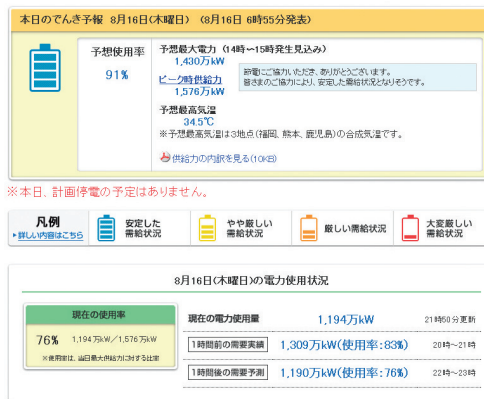 本日のでんき予報 8月16日(木曜日) (8月16日 6時55分発表)
予想使用率
91%
予想最大電力 (14時〜15時発生見込み)
1,430万kW
ピーク時供給力
1,576万kW
節電にご協力いただき、ありがとうございます。
皆さまのご協力により、安定した需給状況となりそうです。
予想最高気温
34.5℃
※予想最高気温は3地点(福岡、熊本、鹿児島)の合成気温です。
供給力の内訳を見る(10KB)
※本日、計画停電の予定はありません。
凡例
詳しい内容はこちら
安定した
需給状況
やや厳しい
需給状況
厳しい需給状況
大変厳しい
需給状況
8月16日(木曜日)の電力使用状況
現在の使用率
76% 1,194万kW/1,576万kW
※使用率は、当日最大供給力に対する比率
現在の電力使用量 1,194万kW 21時50分更新
1時間前の需要実績 1,309万kW(使用率:83%) 20時〜21時
1時間後の需要予測 1,190万kW(使用率:76%) 22時〜23時